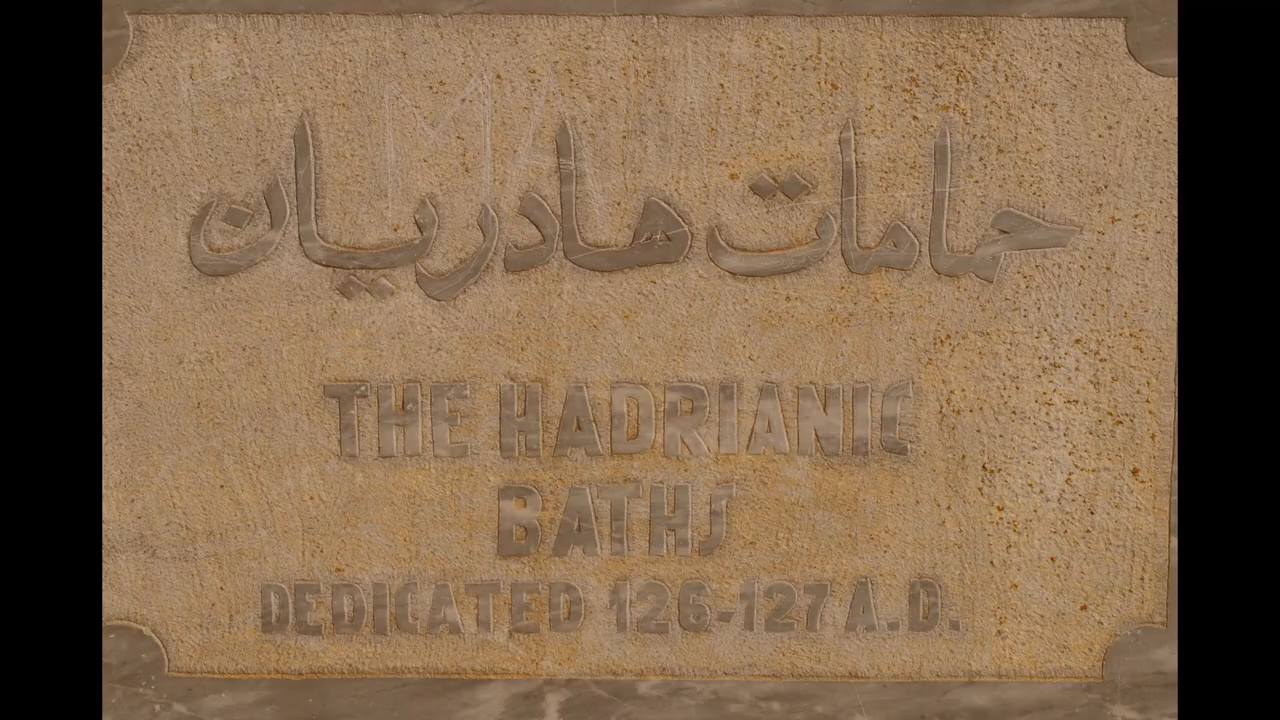 حمامات هادريان
THE HADRIANIC
BATHS
DEDICATED 126-127 A.D.